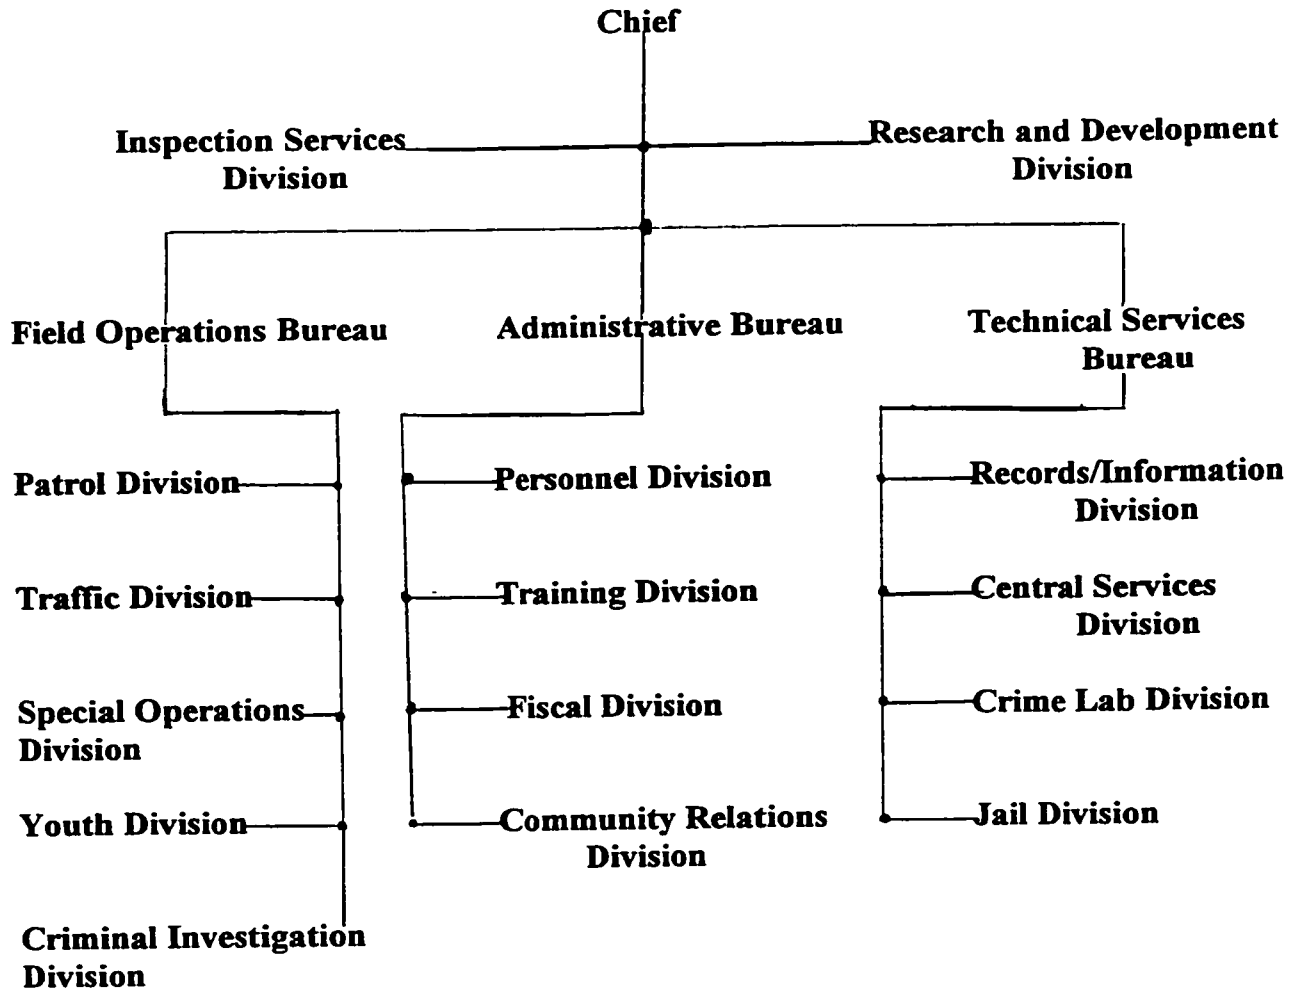 Chief
Inspection Services
Division
Research and Development
Division
Field Operations Bureau
Administrative Bureau
Technical Services
Bureau
Patrol Division
Traffic Division
Special Operations
Division
Youth Division
Criminal Investigation
Division
Personnel Division
Training Division
Fiscal Division
Community Relations
Division
Records/Information
Division
Central Services
Division
Crime Lab Division
Jail Division